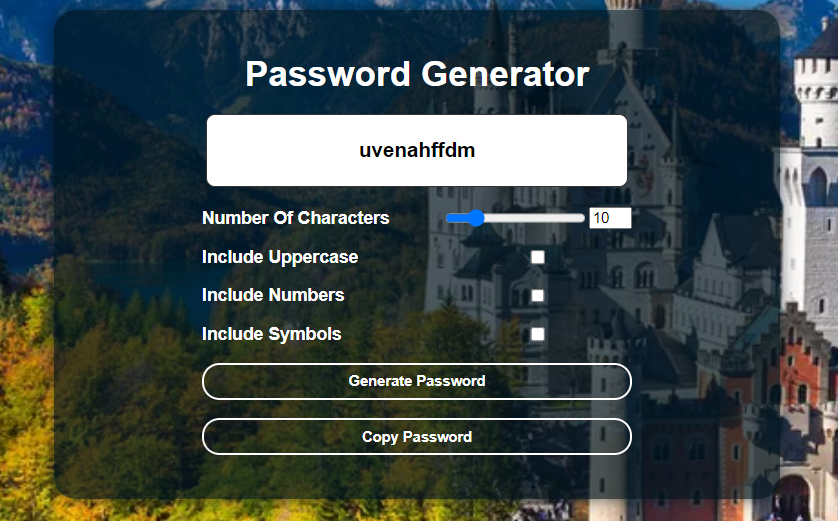 Password Generator
uvenahffdm
Number Of Characters 10
Include Uppercase
Include Numbers
Include Symbols
Generate Password
Copy Password